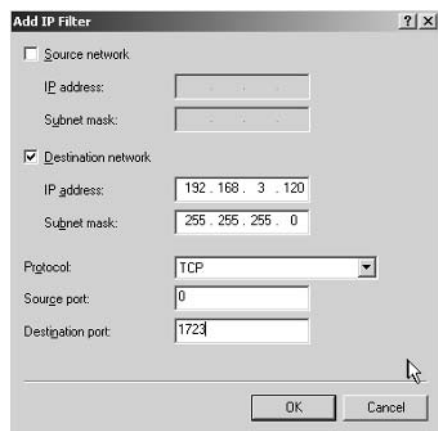 Add IP Filter
Source network
IP address:
Subnet mask:
Destination network
IP address: 192 . 168 . 3 . 120
Subnet mask: 255 . 255 . 255 . 0
Protocol: TCP
Source port: 0
Destination port: 1723
OK Cancel